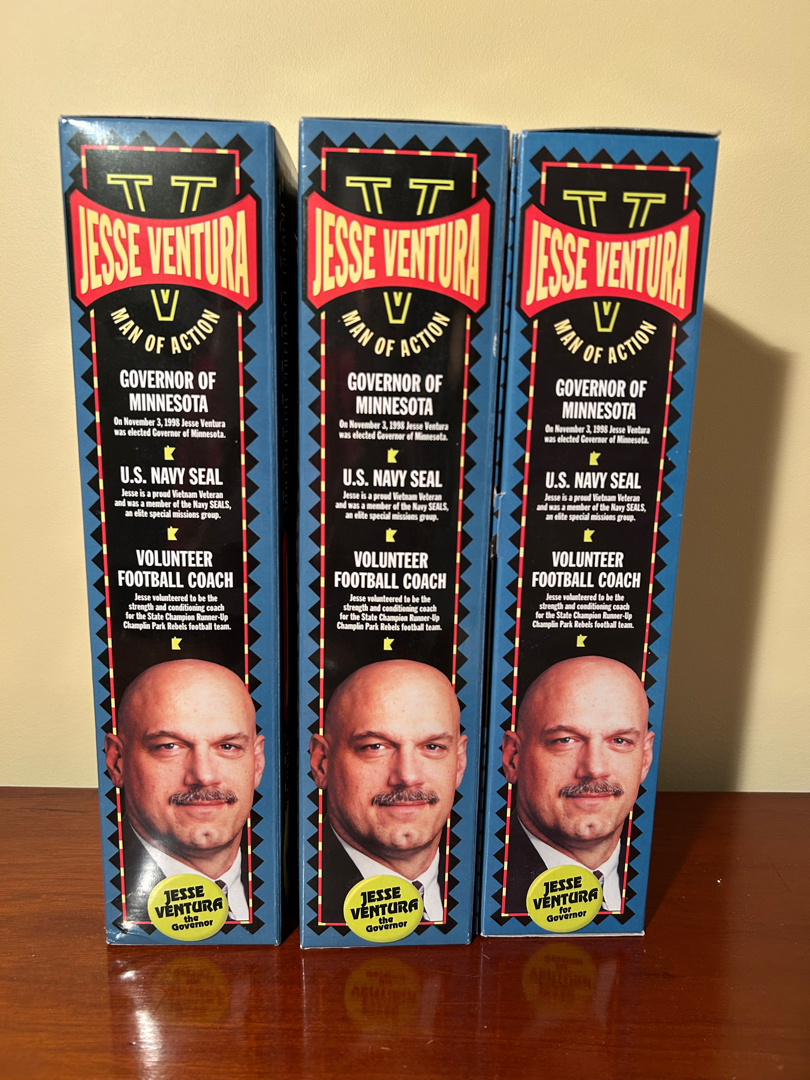 JESSE VENTURA
MAN OF ACTION
GOVERNOR OF
MINNESOTA
On November 3, 1998 Jesse Ventura
was elected Governor of Minnesota.
U.S. NAVY SEAL
Jesse is a proud Vietnam Veteran
and was a member of the Navy SEALS,
an elite special missions group.
VOLUNTEER
FOOTBALL COACH
Jesse volunteered to be the
strength and conditioning coach
for the State Champion Runner-Up
Champlin Park Rebels football team.
JESSE
VENTURA
the
Governor
JESSE VENTURA
MAN OF ACTION
GOVERNOR OF
MINNESOTA
On November 3, 1998 Jesse Ventura
was elected Governor of Minnesota.
U.S. NAVY SEAL
Jesse is a proud Vietnam Veteran
and was a member of the Navy SEALS,
an elite special missions group.
VOLUNTEER
FOOTBALL COACH
Jesse volunteered to be the
strength and conditioning coach
for the State Champion Runner-Up
Champlin Park Rebels football team.
JESSE
VENTURA
the
Governor
JESSE VENTURA
MAN OF ACTION
GOVERNOR OF
MINNESOTA
On November 3, 1998 Jesse Ventura
was elected Governor of Minnesota.
U.S. NAVY SEAL
Jesse is a proud Vietnam Veteran
and was a member of the Navy SEALS,
an elite special missions group.
VOLUNTEER
FOOTBALL COACH
Jesse volunteered to be the
strength and conditioning coach
for the State Champion Runner-Up
Champlin Park Rebels football team.
JESSE
VENTURA
for
Governor